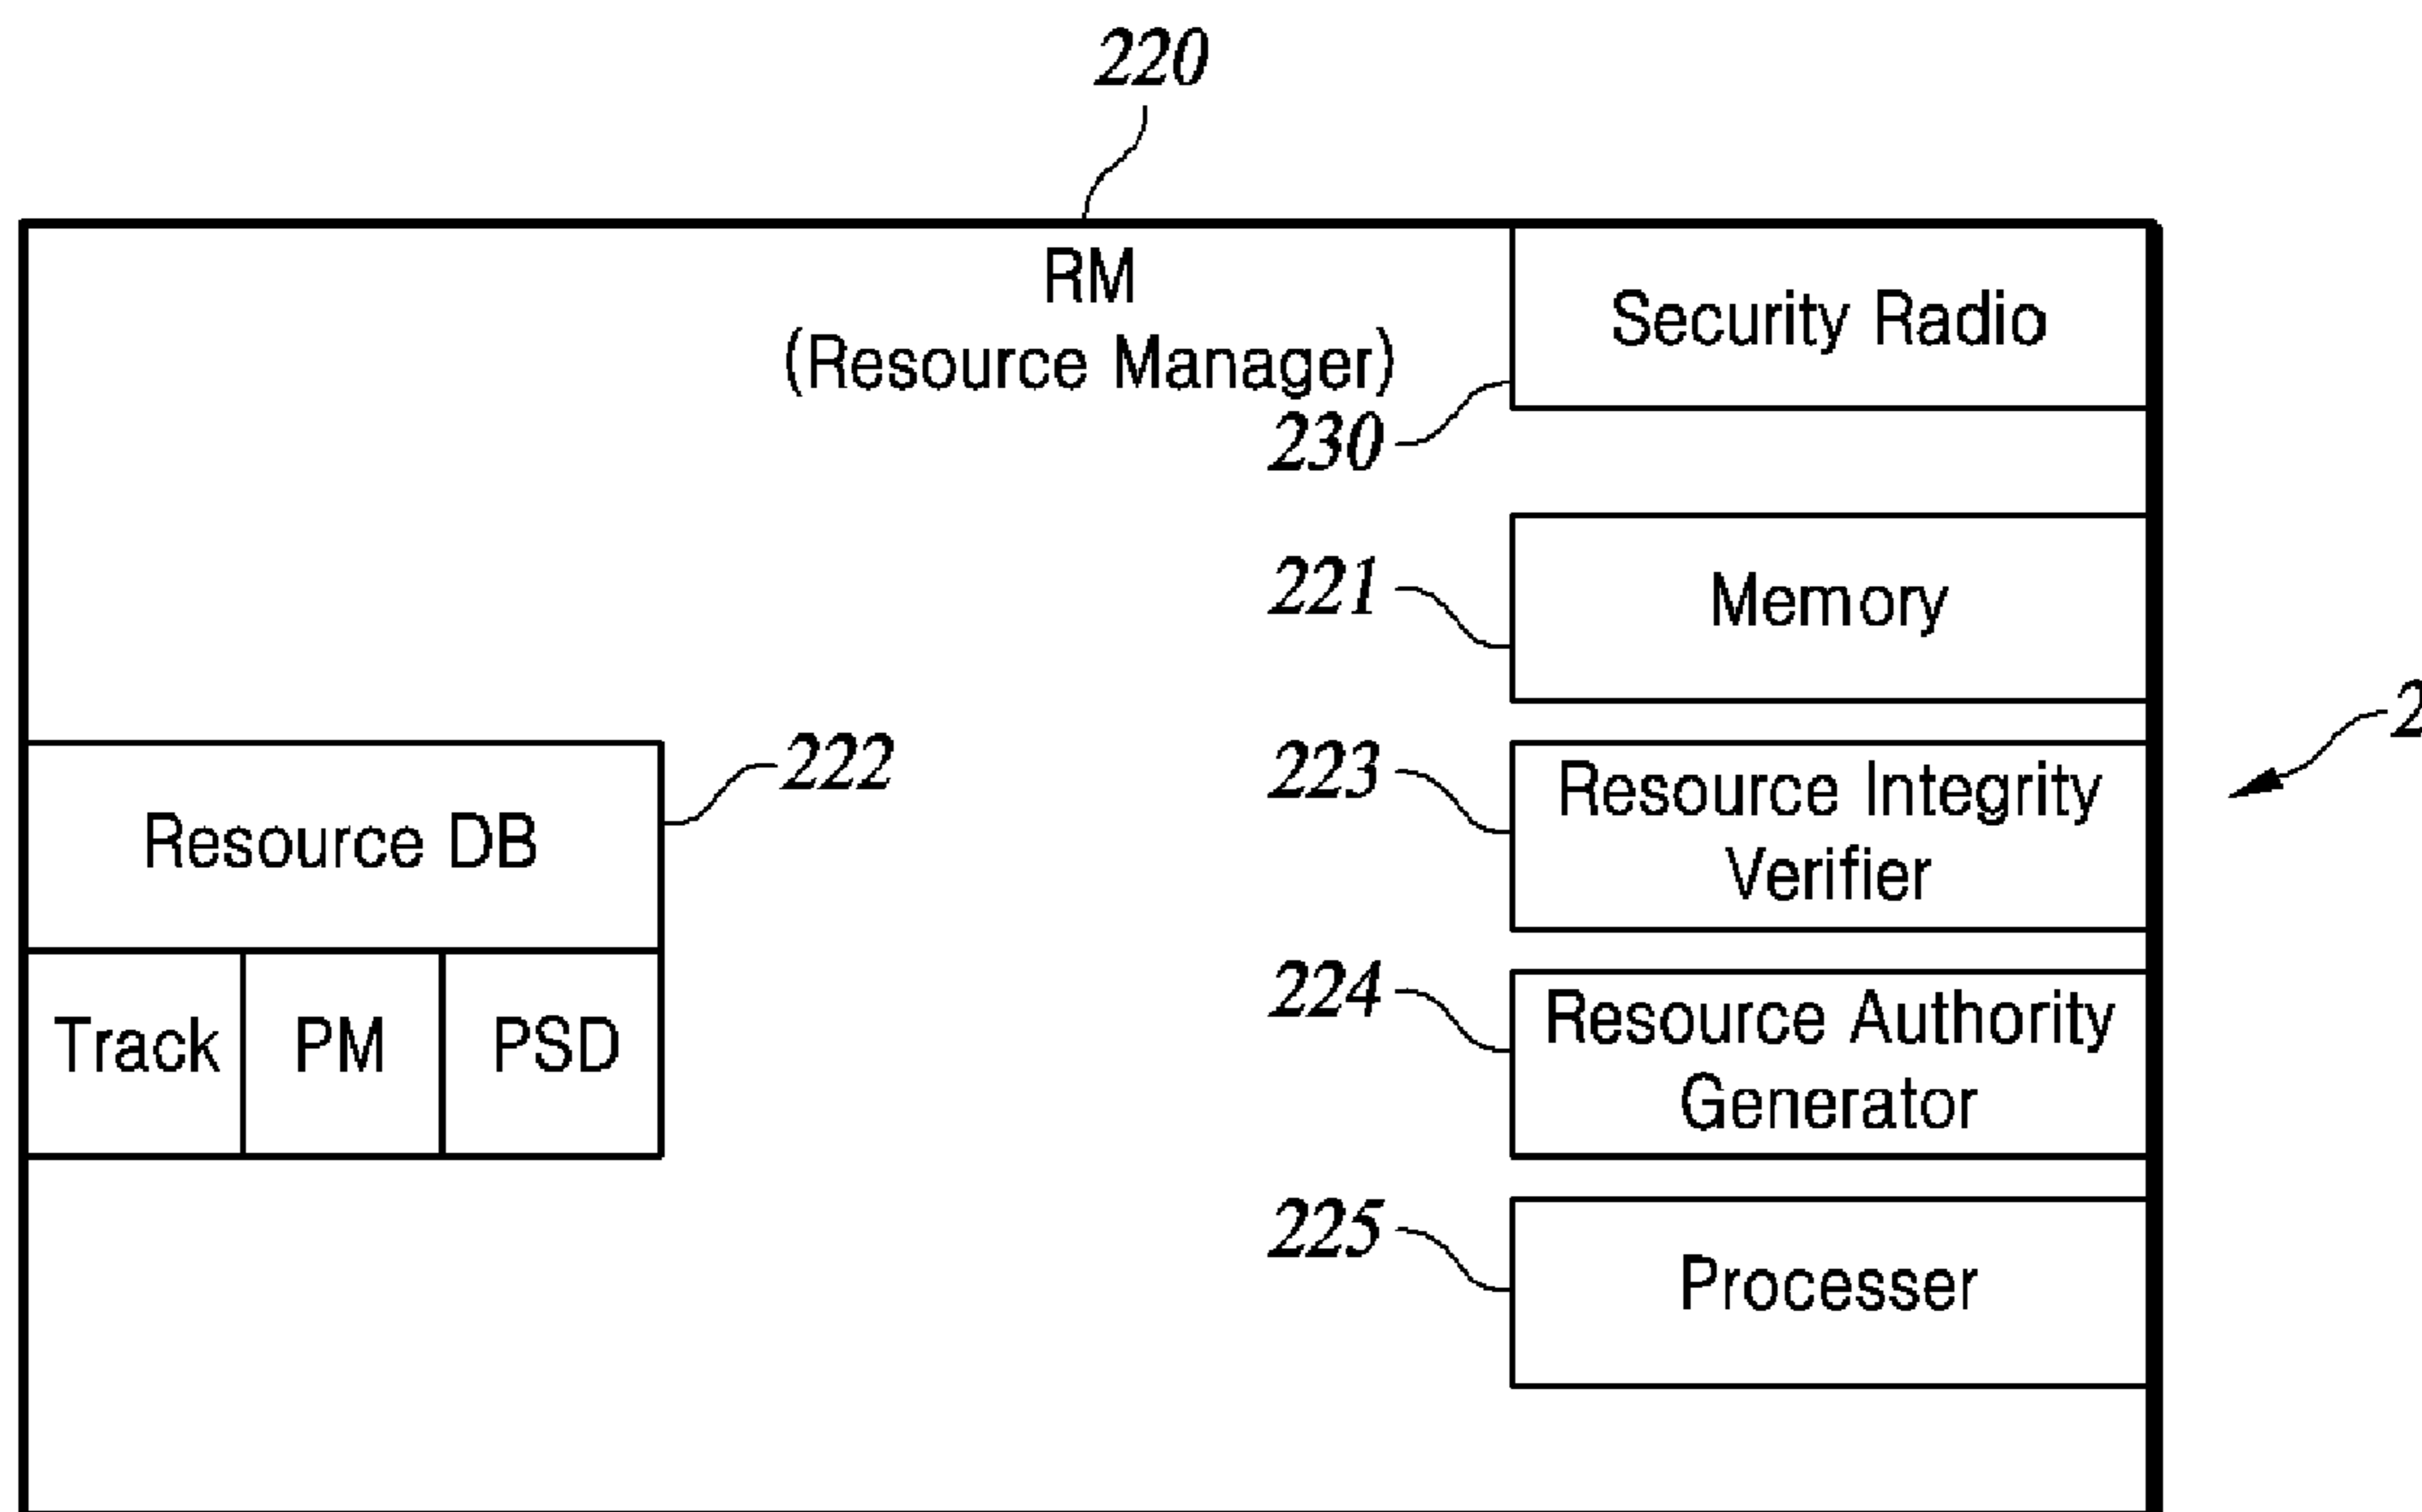 220
RM
(Resource Manager)
Security Radio
230
221
Memory
222
223
Resource Integrity
Verifier
Resource DB
224
Resource Authority
Generator
Track PM PSD
225
Processer